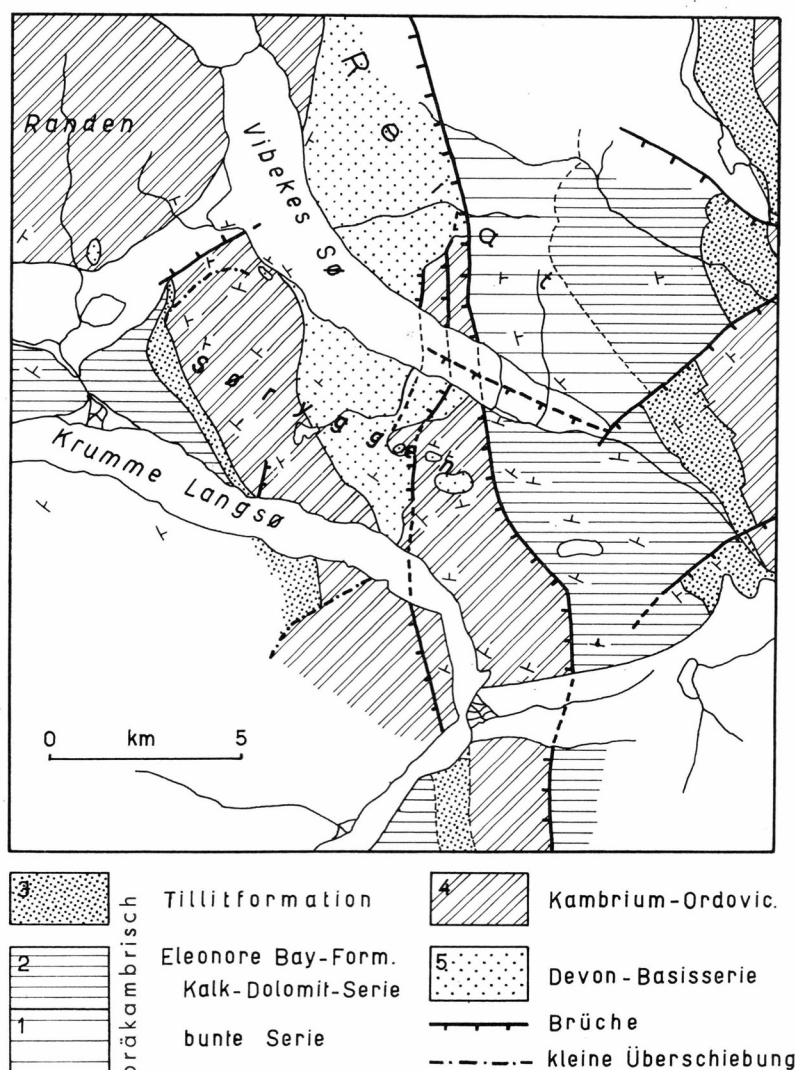 Randen
Vibekes Sø
Søryggen
Krumme Langsø
0 km 5
3 Tillitformation
präkambrisch
2 Eleonore Bay-Form.
Kalk-Dolomit-Serie
1 bunte Serie
4 Kambrium-Ordovic.
5 Devon-Basisserie
Brüche
kleine Überschiebung